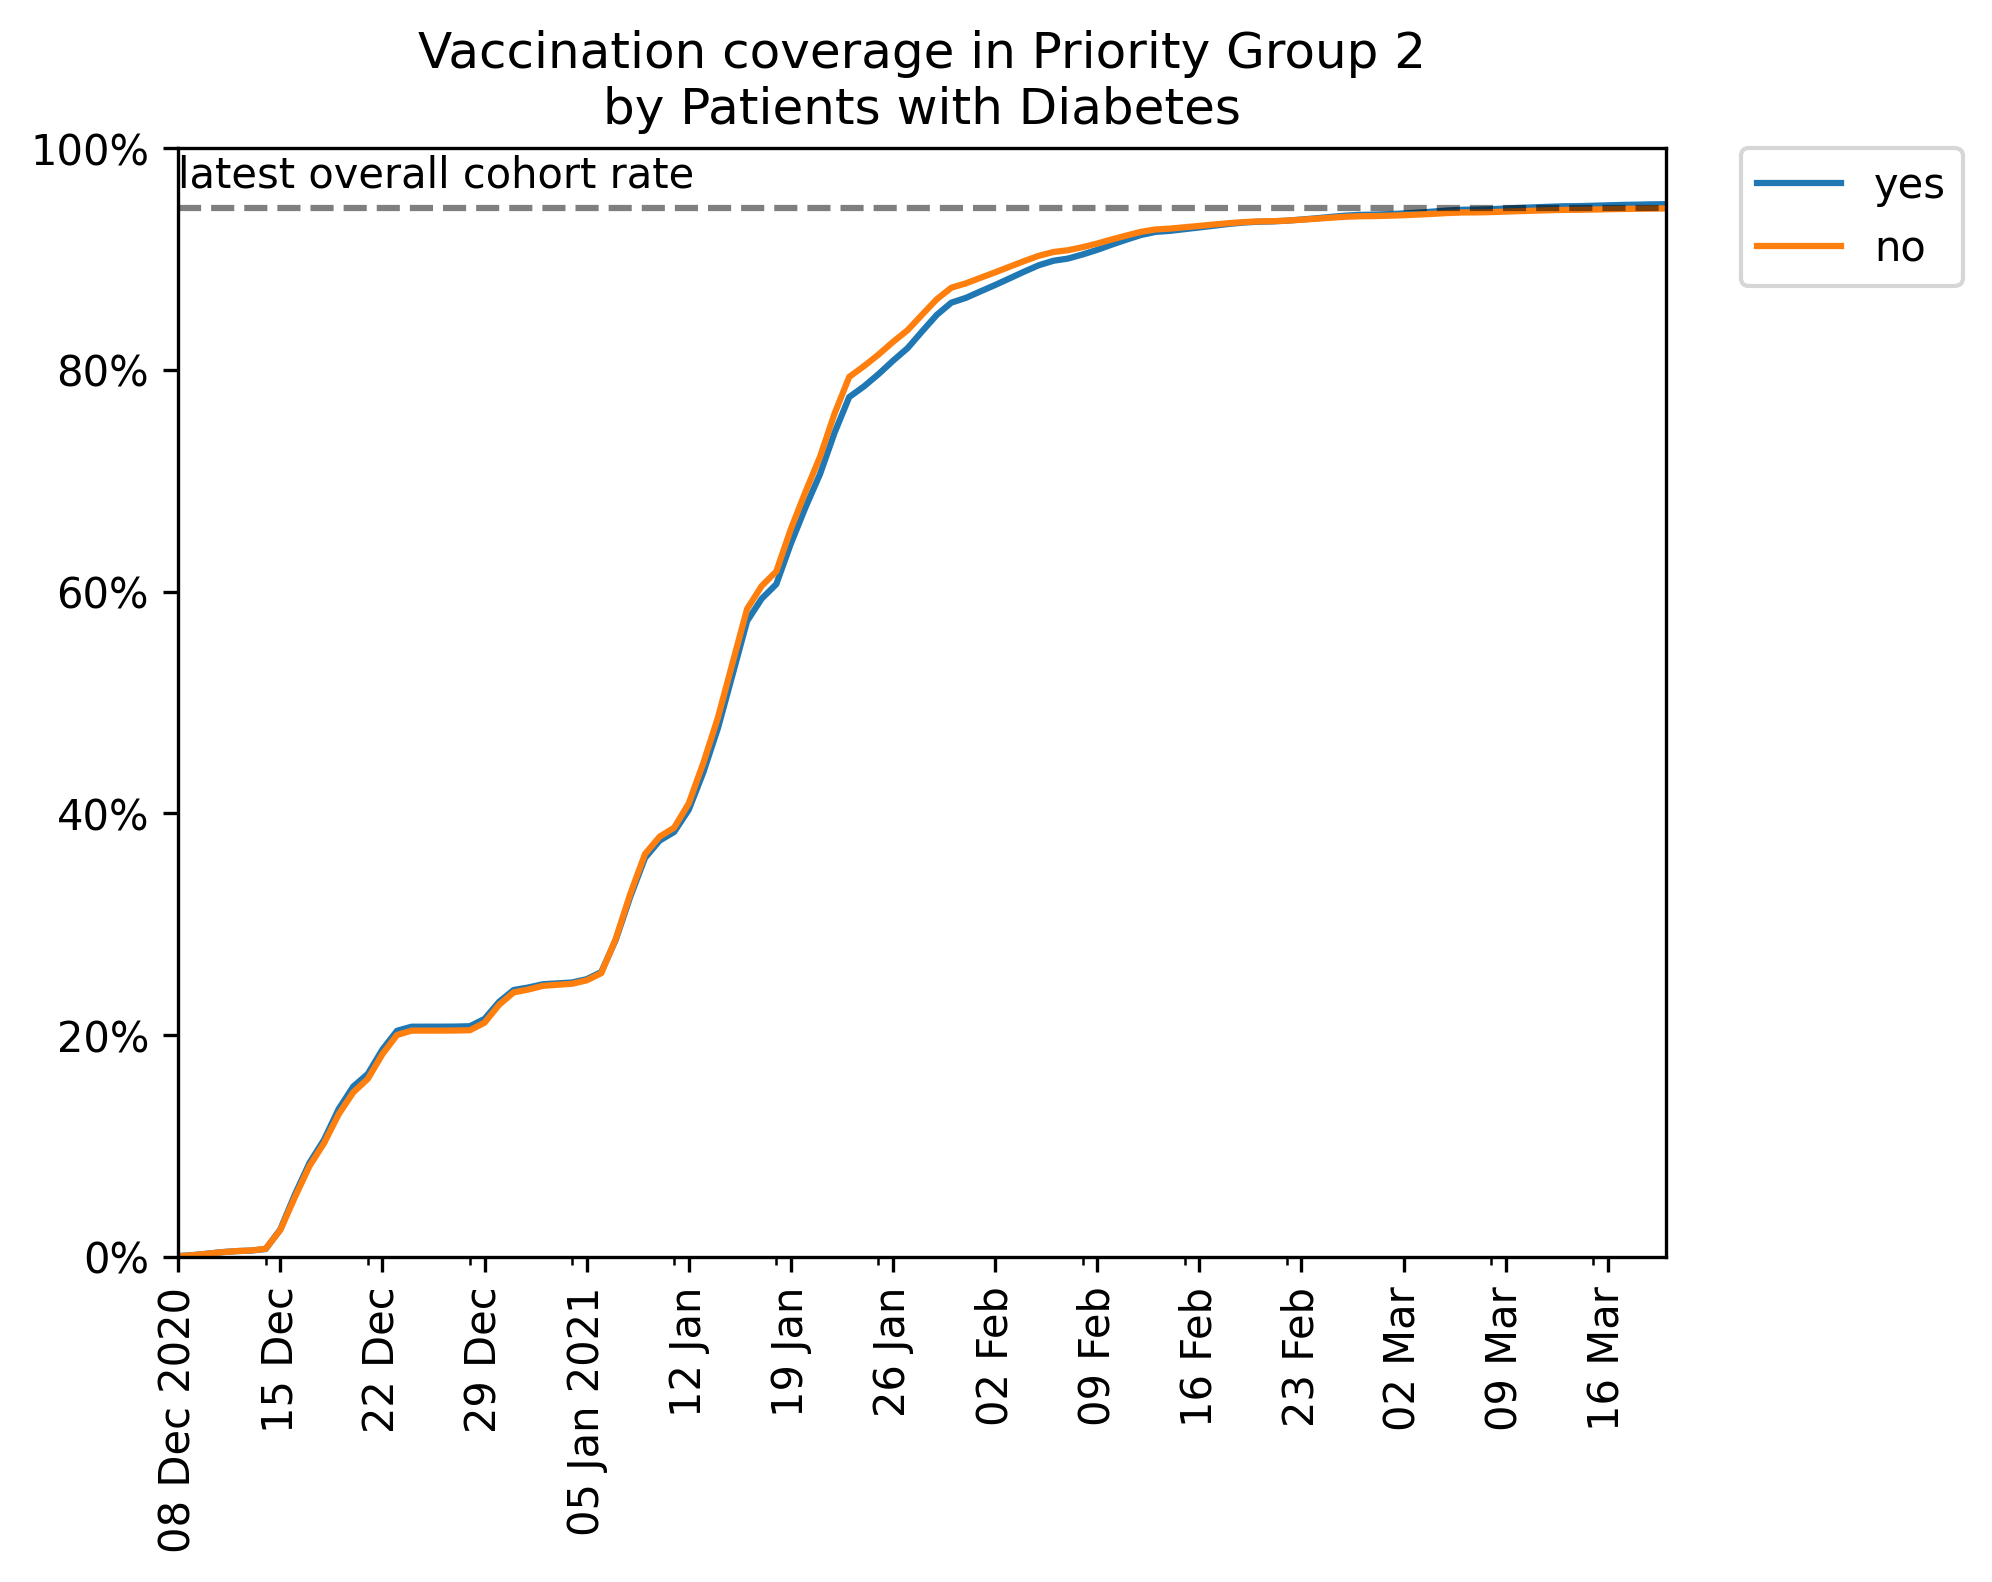 Vaccination coverage in Priority Group 2
by Patients with Diabetes
100%
80%
60%
40%
20%
0%
latest overall cohort rate
yes
no
08 Dec 2020
15 Dec
22 Dec
29 Dec
05 Jan 2021
12 Jan
19 Jan
26 Jan
02 Feb
09 Feb
16 Feb
23 Feb
02 Mar
09 Mar
16 Mar